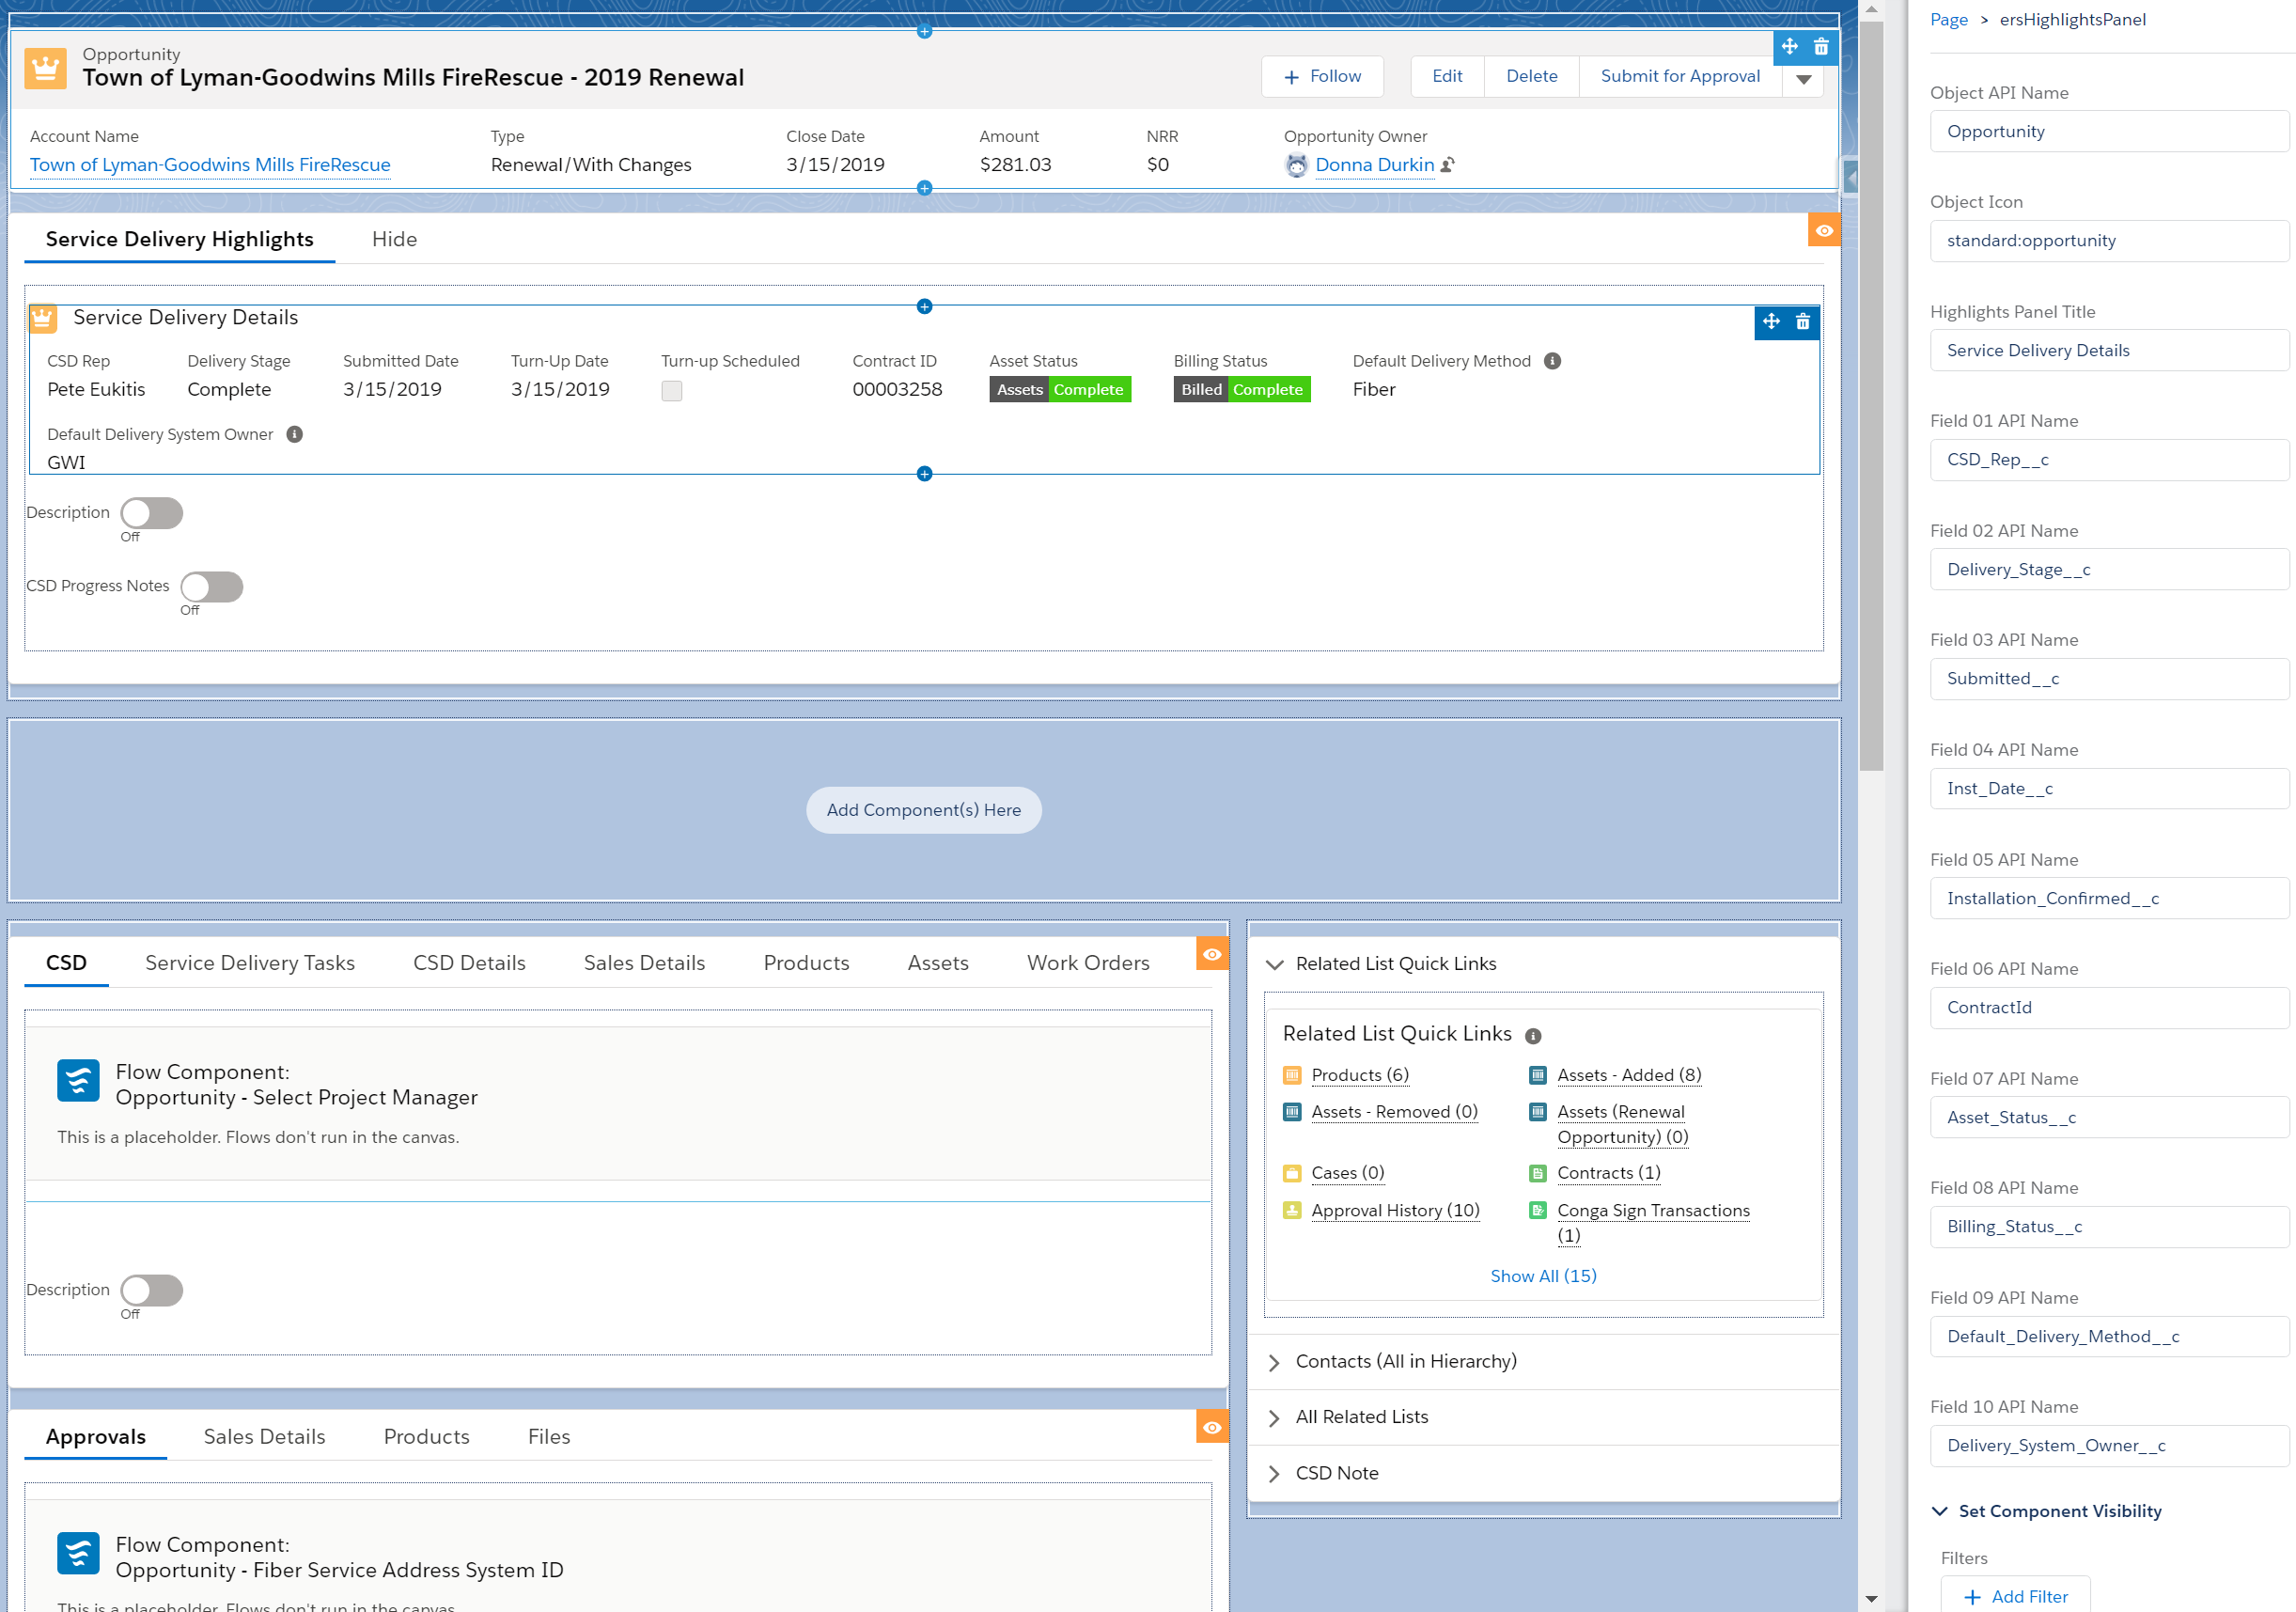 Opportunity
Town of Lyman-Goodwins Mills FireRescue - 2019 Renewal
Follow
Edit
Delete
Submit for Approval
Account Name
Type
Close Date
Amount
NRR
Opportunity Owner
Town of Lyman-Goodwins Mills FireRescue
Renewal/With Changes
3/15/2019
$281.03
$0
Donna Durkin
Service Delivery Highlights
Hide
Service Delivery Details
CSD Rep
Delivery Stage
Submitted Date
Turn-Up Date
Turn-up Scheduled
Contract ID
Asset Status
Billing Status
Default Delivery Method
Pete Eukitis
Complete
3/15/2019
3/15/2019
00003258
Assets Complete
Billed Complete
Fiber
Default Delivery System Owner
GWI
Description
Off
CSD Progress Notes
Off
Add Component(s) Here
CSD
Service Delivery Tasks
CSD Details
Sales Details
Products
Assets
Work Orders
Flow Component:
Opportunity - Select Project Manager
This is a placeholder. Flows don't run in the canvas.
Description
Off
Approvals
Sales Details
Products
Files
Flow Component:
Opportunity - Fiber Service Address System ID
This is a placeholder. Flows don't run in the canvas.
Related List Quick Links
Related List Quick Links
Products (6)
Assets - Added (8)
Assets - Removed (0)
Assets (Renewal
Opportunity) (0)
Cases (0)
Contracts (1)
Approval History (10)
Conga Sign Transactions
(1)
Show All (15)
Contacts (All in Hierarchy)
All Related Lists
CSD Note
Page > ersHighlightsPanel
Object API Name
Opportunity
Object Icon
standard:opportunity
Highlights Panel Title
Service Delivery Details
Field 01 API Name
CSD_Rep__c
Field 02 API Name
Delivery_Stage__c
Field 03 API Name
Submitted__c
Field 04 API Name
Inst_Date__c
Field 05 API Name
Installation_Confirmed__c
Field 06 API Name
ContractId
Field 07 API Name
Asset_Status__c
Field 08 API Name
Billing_Status__c
Field 09 API Name
Default_Delivery_Method__c
Field 10 API Name
Delivery_System_Owner__c
Set Component Visibility
Filters
Add Filter